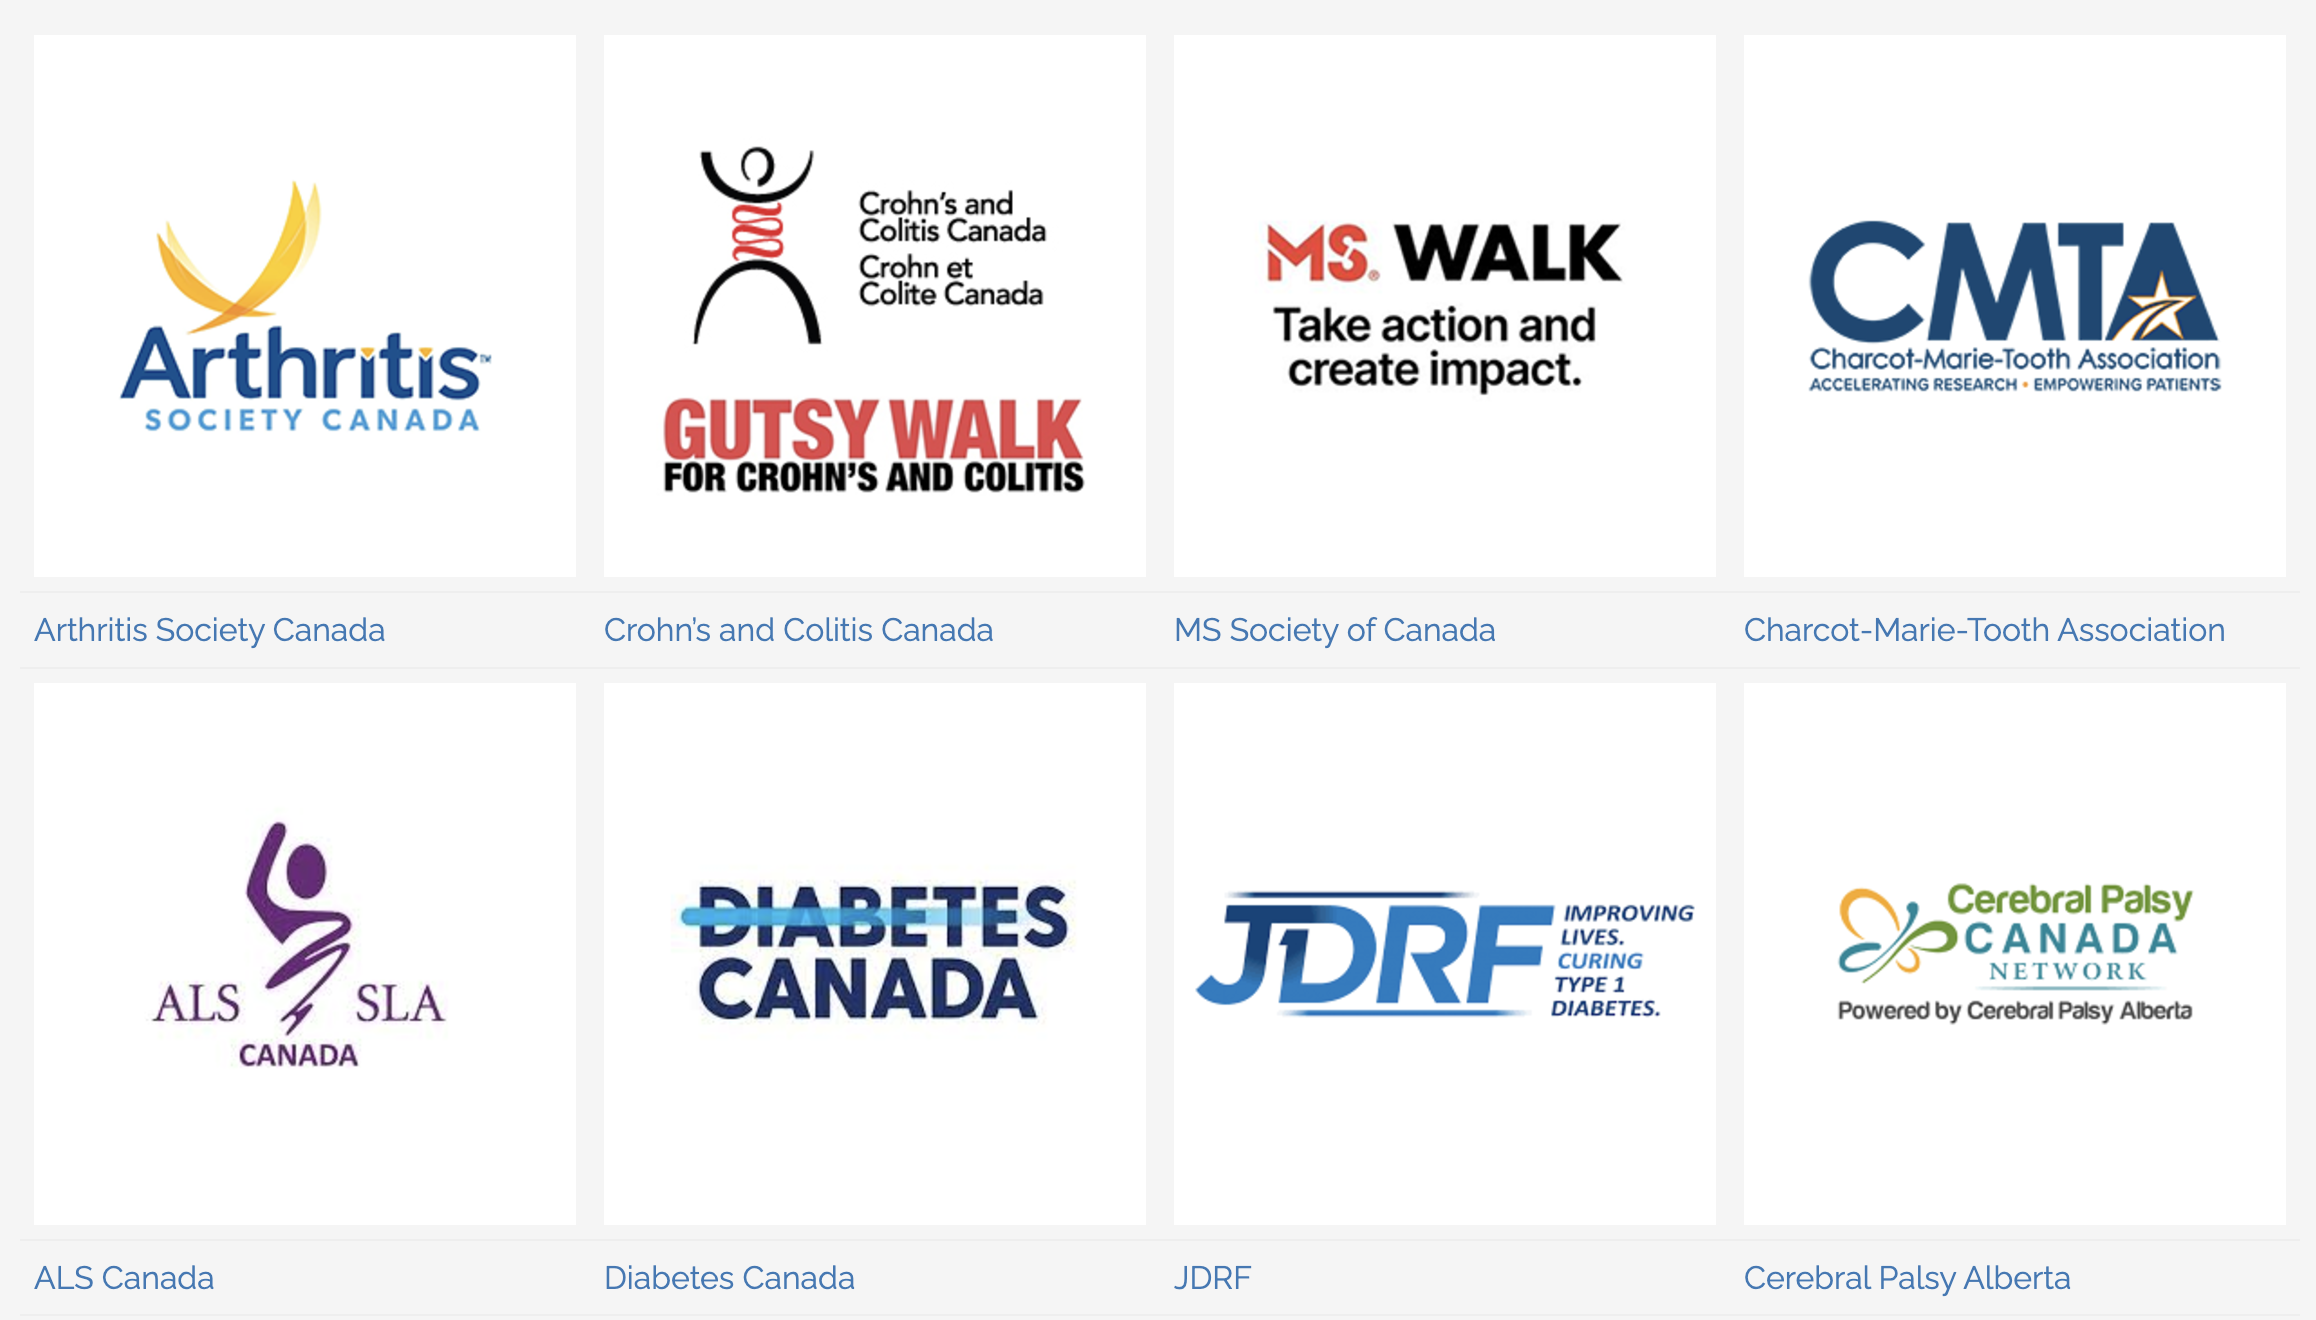 Arthritis™
SOCIETY CANADA
Crohn's and
Colitis Canada
Crohn et
Colite Canada
GUTSY WALK
FOR CROHN'S AND COLITIS
MS® WALK
Take action and
create impact.
CMTA
Charcot-Marie-Tooth Association
ACCELERATING RESEARCH • EMPOWERING PATIENTS
Arthritis Society Canada
Crohn's and Colitis Canada
MS Society of Canada
Charcot-Marie-Tooth Association
ALS SLA
CANADA
DIABETES
CANADA
JDRF
IMPROVING
LIVES.
CURING
TYPE 1
DIABETES.
Cerebral Palsy
CANADA
NETWORK
Powered by Cerebral Palsy Alberta
ALS Canada
Diabetes Canada
JDRF
Cerebral Palsy Alberta